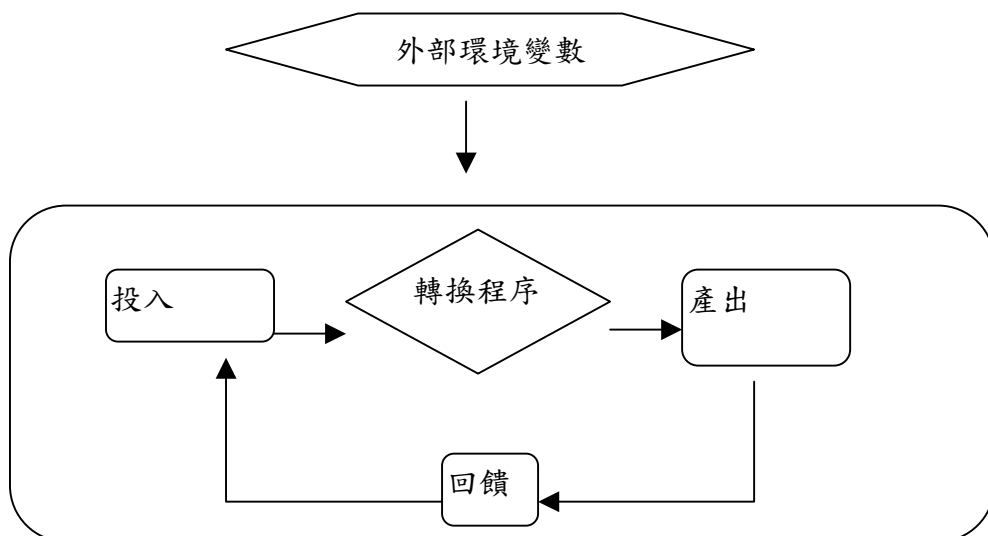 外部環境變數
投入
轉換程序
產出
回饋